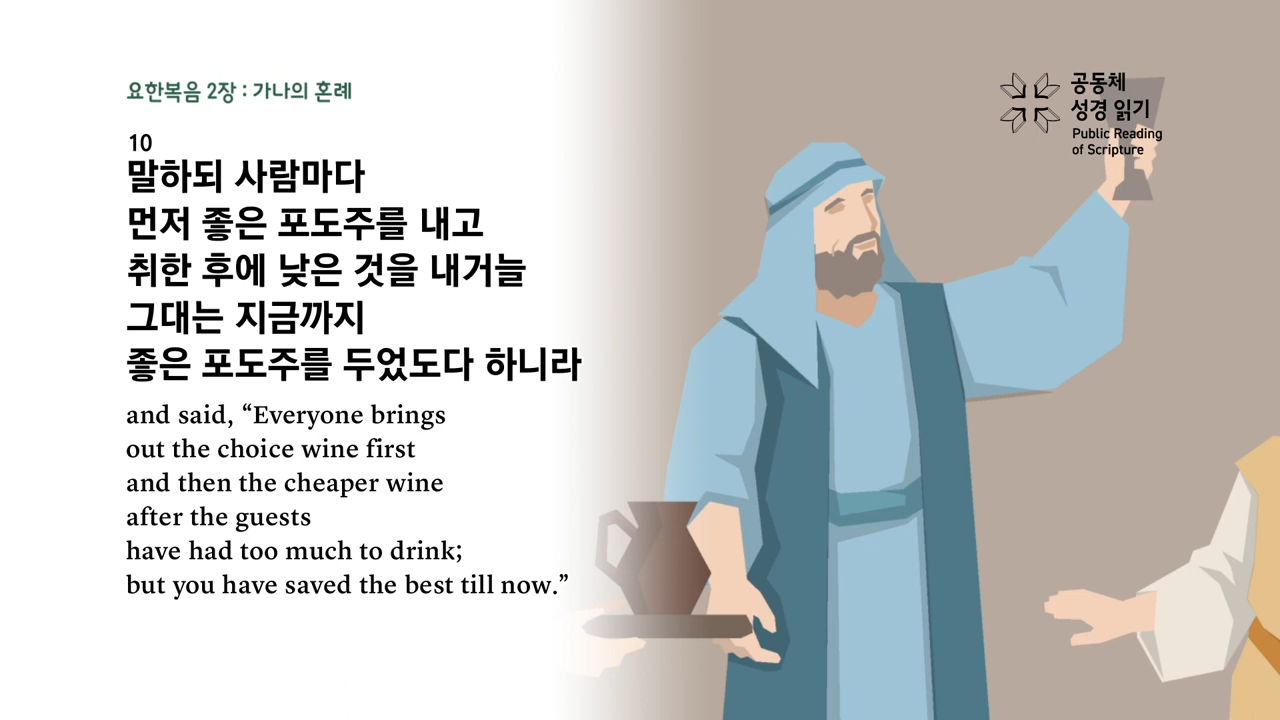 요한복음 2장 : 가나의 혼례
공동체
성경 읽기
Public Reading
of Scripture
10
말하되 사람마다
먼저 좋은 포도주를 내고
취한 후에 낮은 것을 내거늘
그대는 지금까지
좋은 포도주를 두었도다 하니라
and said, “Everyone brings
out the choice wine first
and then the cheaper wine
after the guests
have had too much to drink;
but you have saved the best till now.”